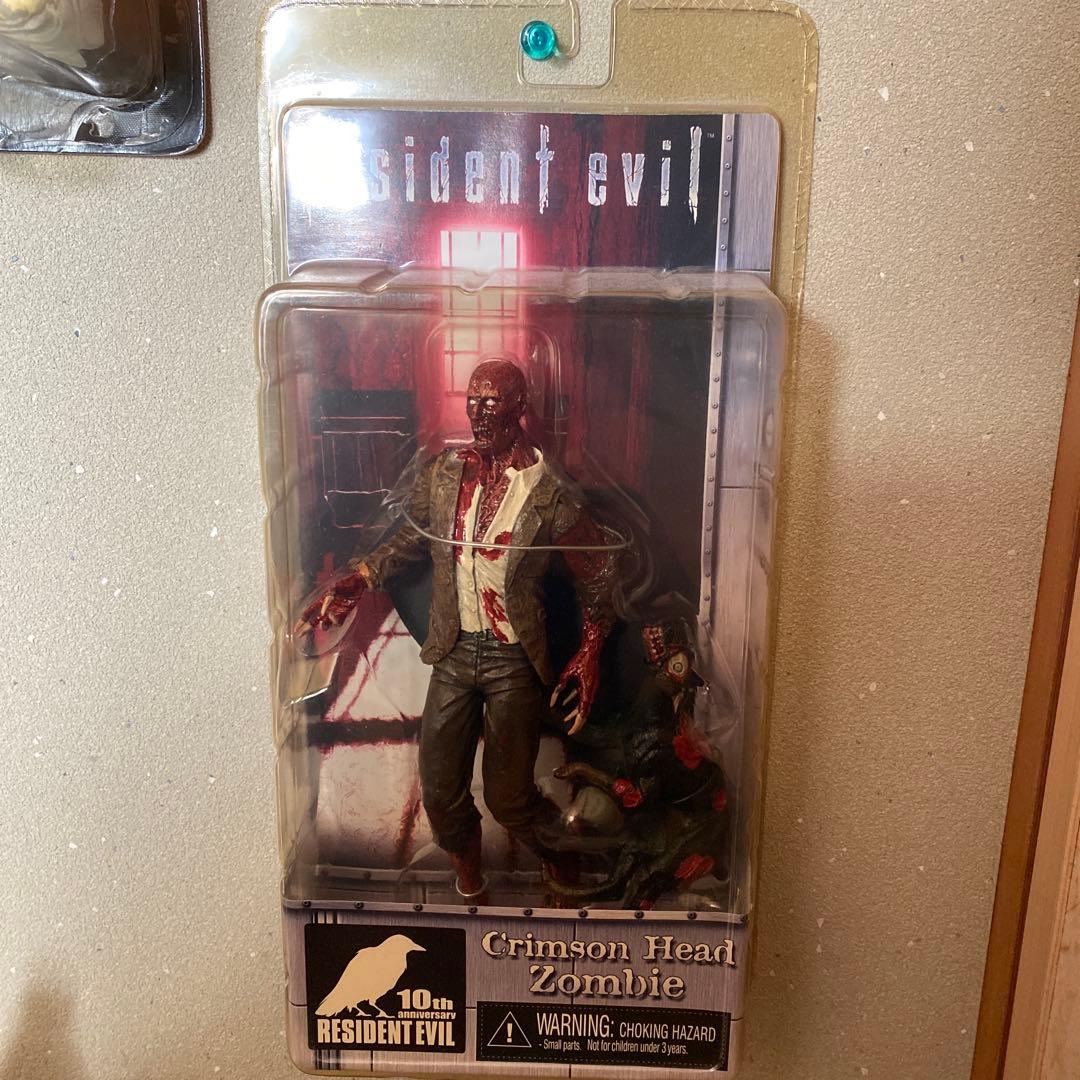 sident evil™
Crimson Head
Zombie
10th
anniversary
RESIDENT EVIL
WARNING: CHOKING HAZARD
- Small parts. Not for children under 3 years.